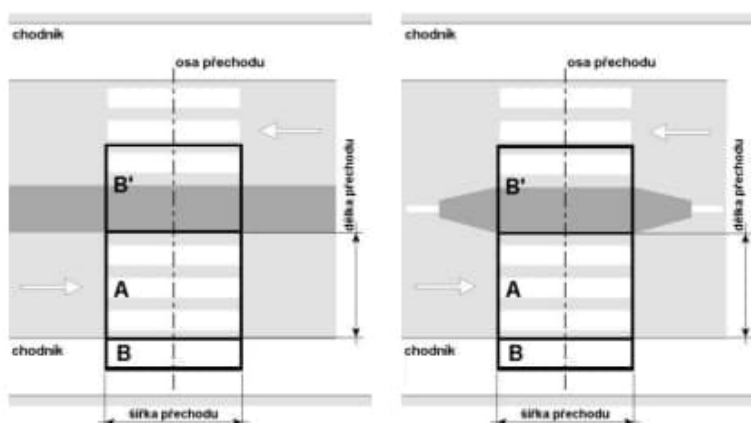 chodník
osa přechodu
B'
délka přechodu
A
chodník
B
šířka přechodu
chodník
osa přechodu
B'
délka přechodu
A
chodník
B
šířka přechodu